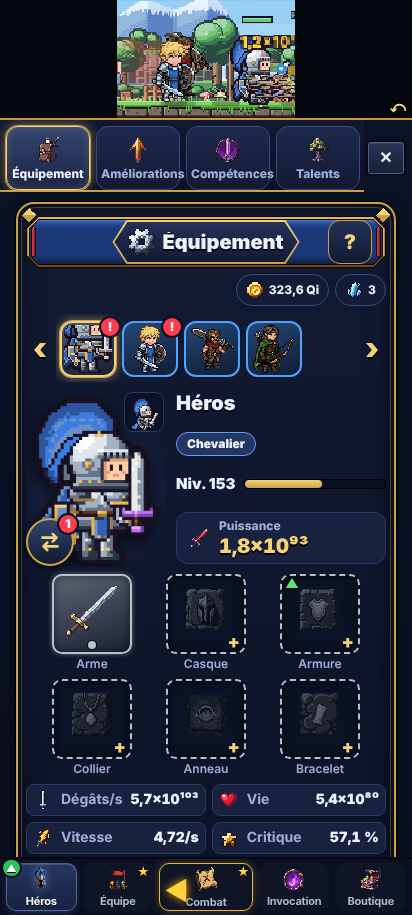 1,2×10¹
Équipement
Améliorations
Compétences
Talents
×
Équipement
?
323,6 Qi
3
!
!
Héros
Chevalier
Niv. 153
1
Puissance
1,8×10⁹³
Arme
Casque
Armure
Collier
Anneau
Bracelet
Dégâts/s 5,7×10¹⁰³
Vie 5,4×10⁸⁰
Vitesse 4,72/s
Critique 57,1 %
Héros
Équipe
Combat
Invocation
Boutique